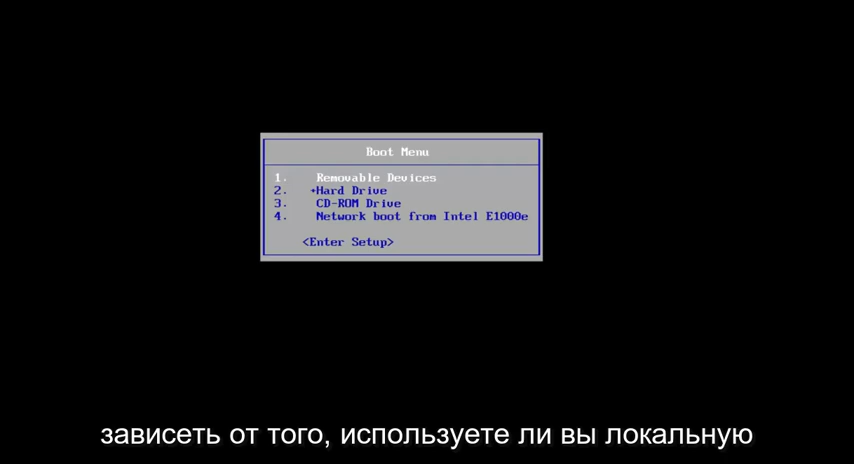 Boot Menu
1. Removable Devices
2. +Hard Drive
3. CD-ROM Drive
4. Network boot from Intel E1000e
<Enter Setup>
зависеть от того, используете ли вы локальную